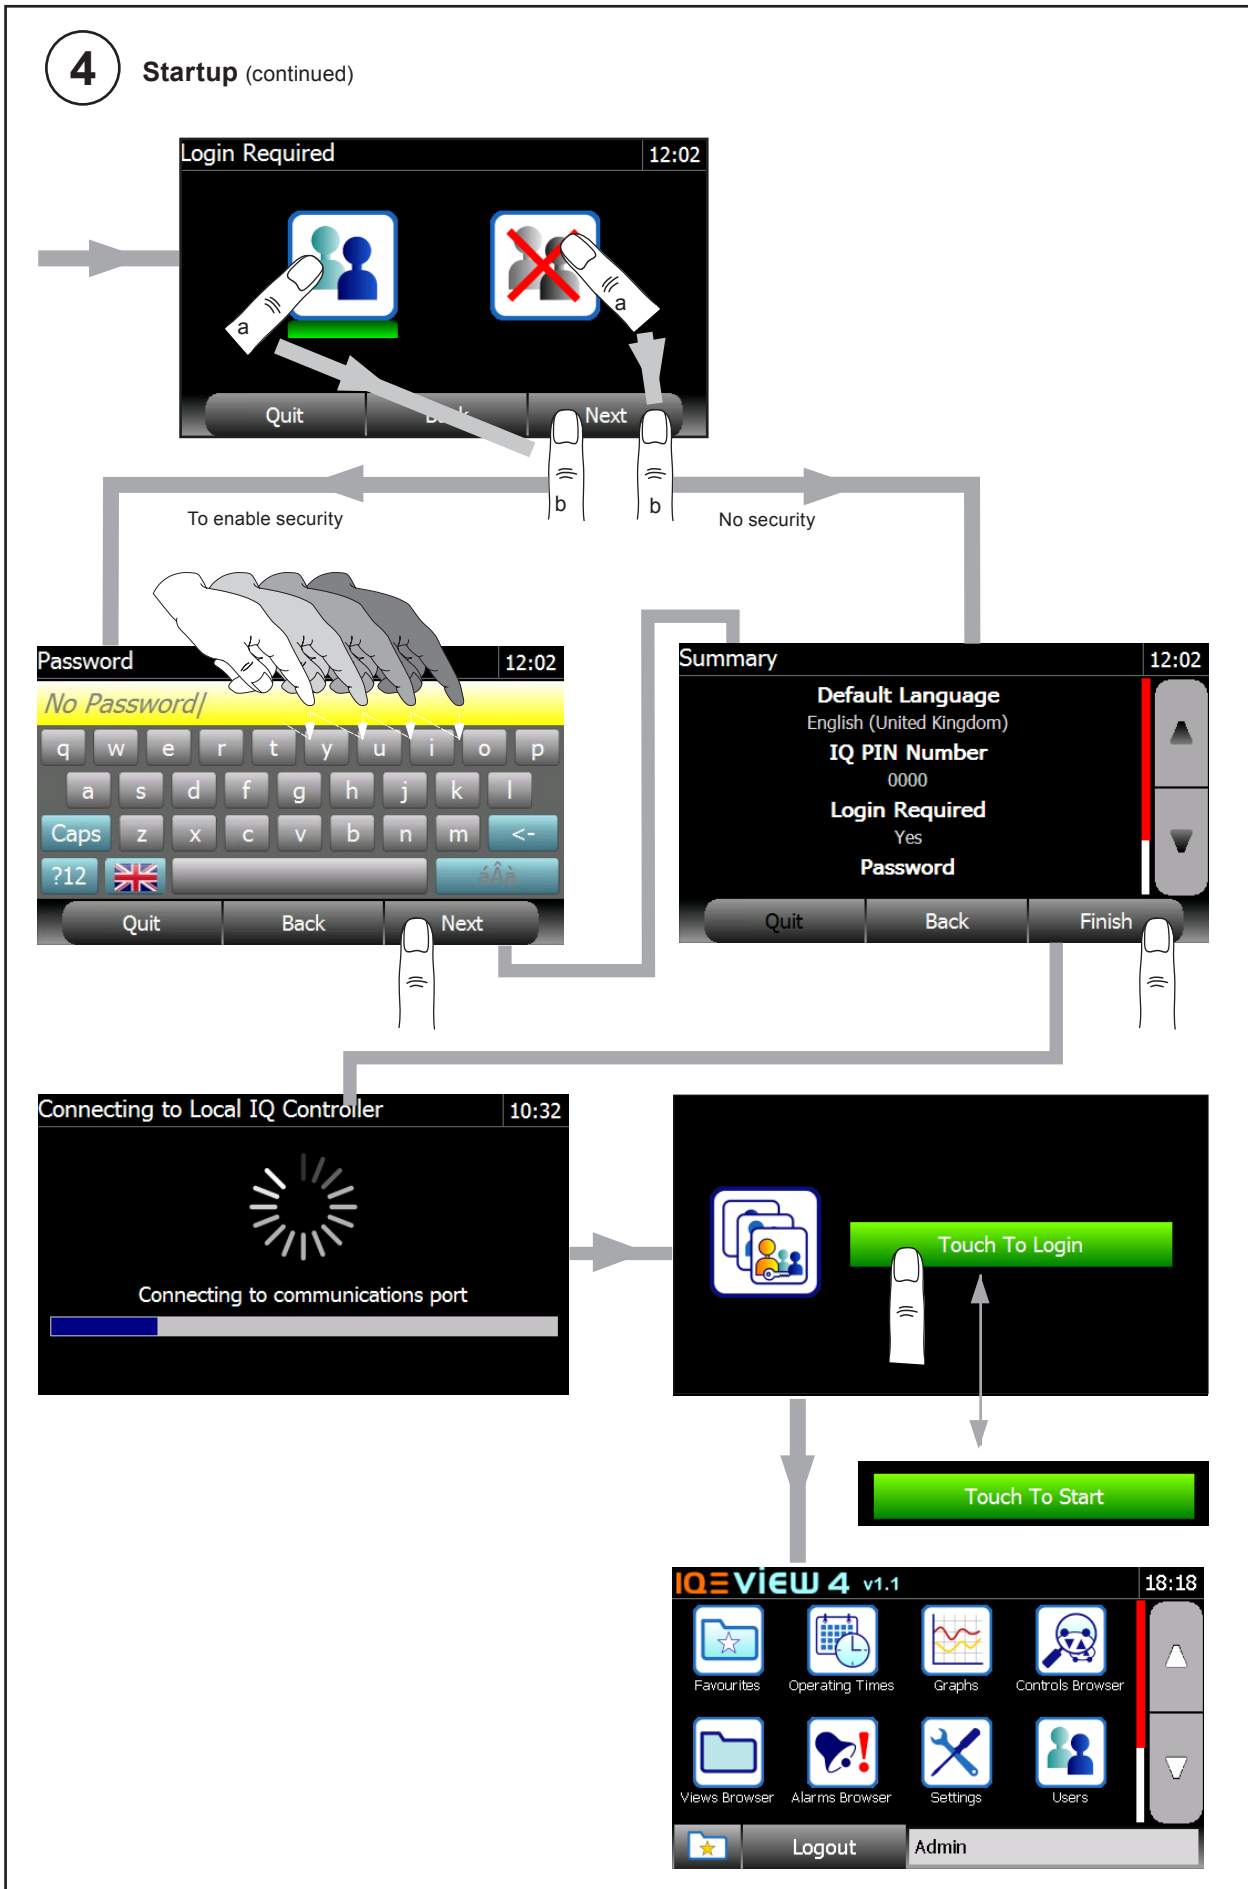 4 Startup (continued)
Login Required 12:02
a a
Quit Back Next
b b
To enable security No security
Password 12:02
No Password
q w e r t y u i o p
a s d f g h j k l
Caps z x c v b n m <-
?12 áÂà
Quit Back Next
Summary 12:02
Default Language
English (United Kingdom)
IQ PIN Number
0000
Login Required
Yes
Password
Quit Back Finish
Connecting to Local IQ Controller 10:32
Connecting to communications port
Touch To Login
Touch To Start
IQ VIEW 4 v1.1 18:18
Favourites Operating Times Graphs Controls Browser
Views Browser Alarms Browser Settings Users
Logout Admin